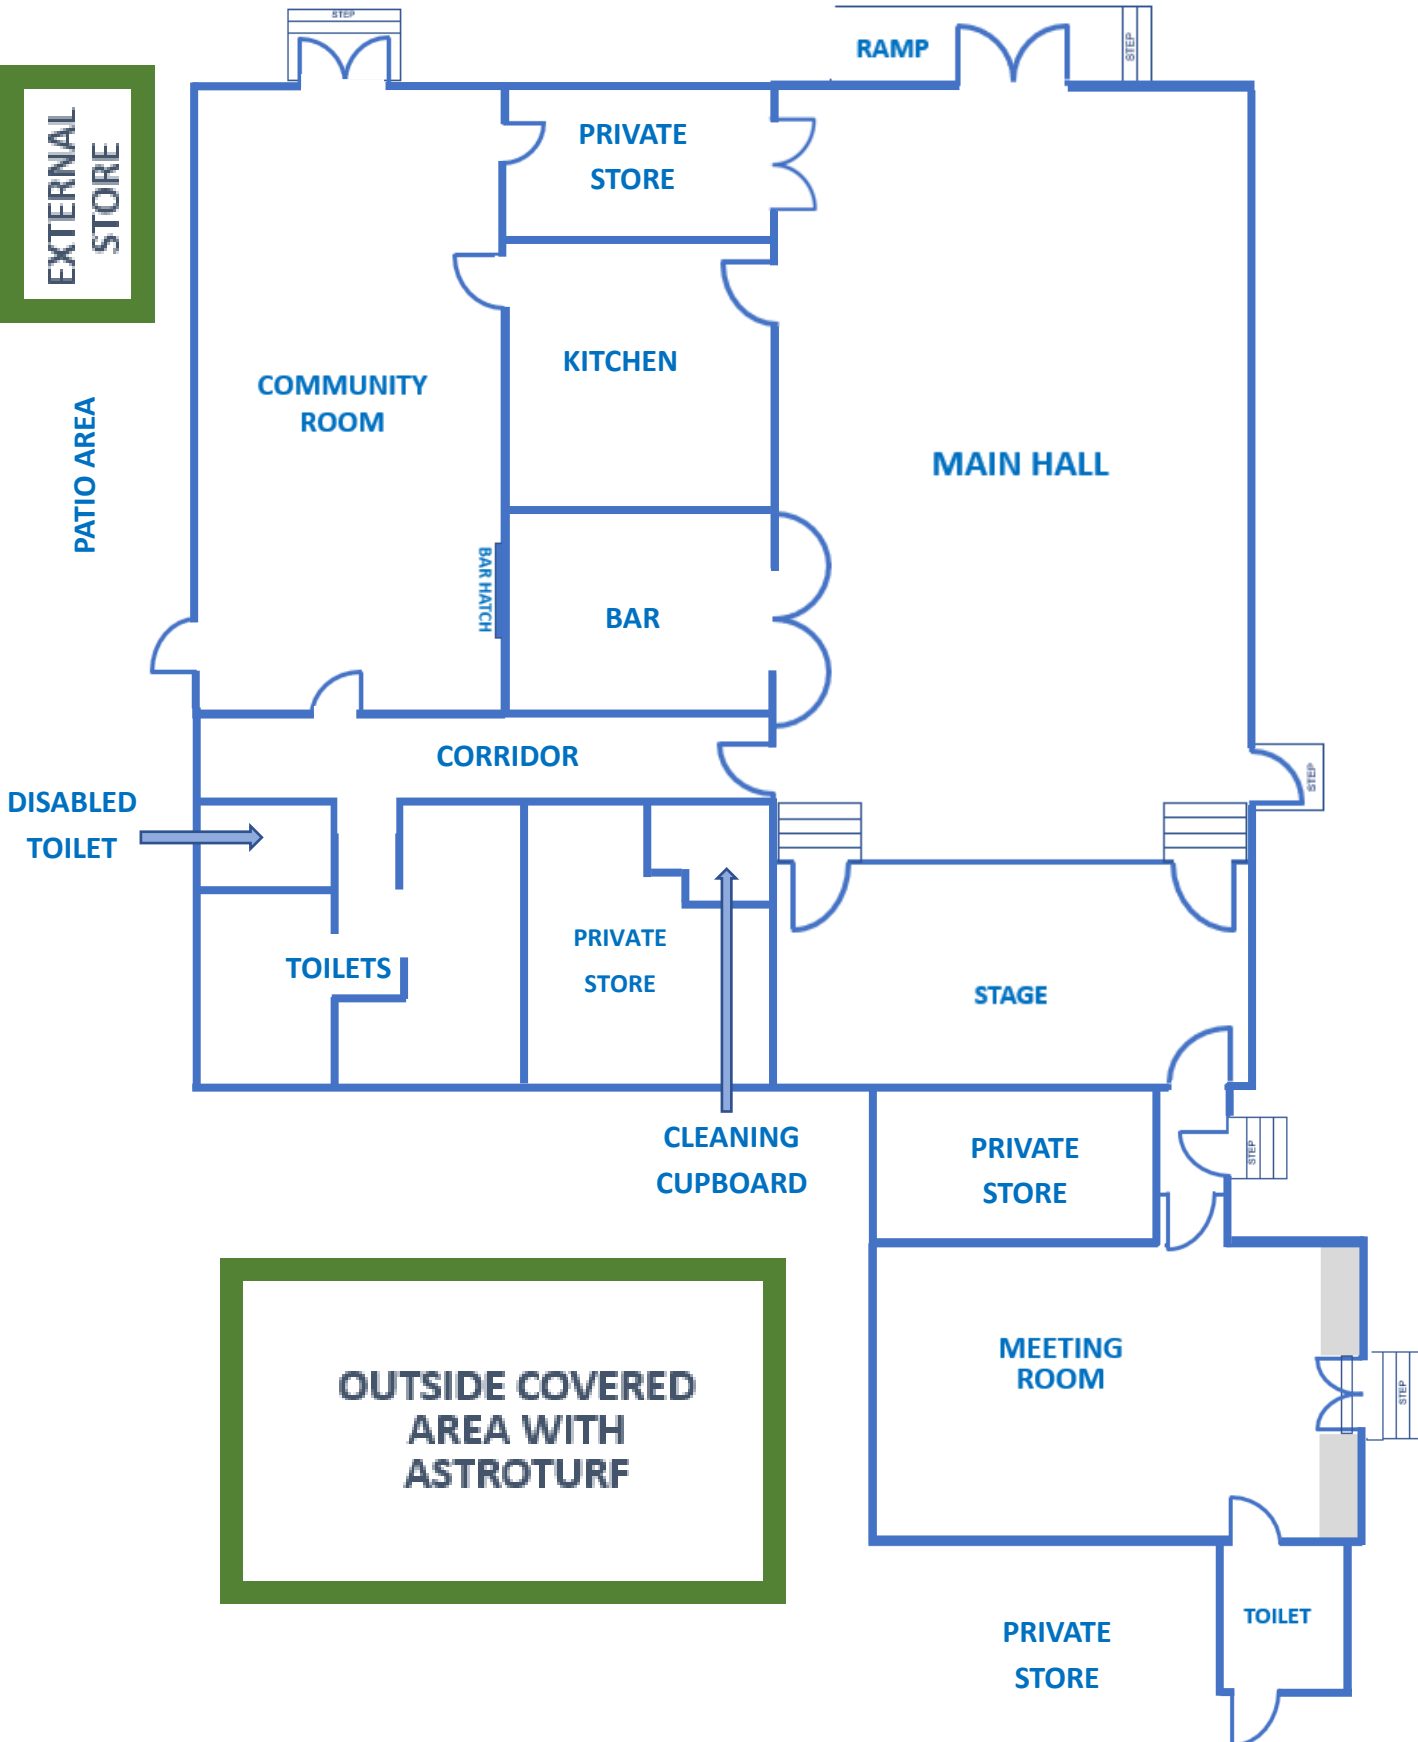 STEP
RAMP
STEP
EXTERNAL
STORE
PRIVATE
STORE
KITCHEN
COMMUNITY
ROOM
PATIO AREA
MAIN HALL
BAR HATCH
BAR
CORRIDOR
STEP
DISABLED
TOILET
PRIVATE
STORE
TOILETS
STAGE
CLEANING
CUPBOARD
PRIVATE
STORE
STEP
MEETING
ROOM
STEP
OUTSIDE COVERED
AREA WITH
ASTROTURF
TOILET
PRIVATE
STORE